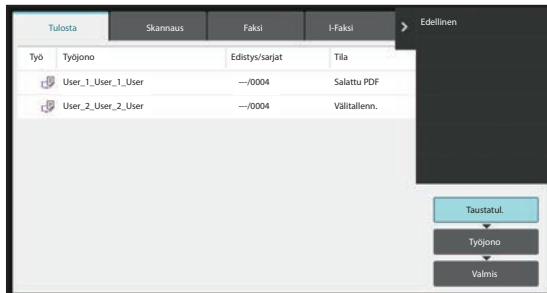 Tulosta Skannaus Faksi I-Faksi Edellinen
Työ Työjono Edistys/sarjat Tila
User_1_User_1_User ---/0004 Salattu PDF
User_2_User_2_User ---/0004 Välitallenn.
Taustatul.
Työjono
Valmis